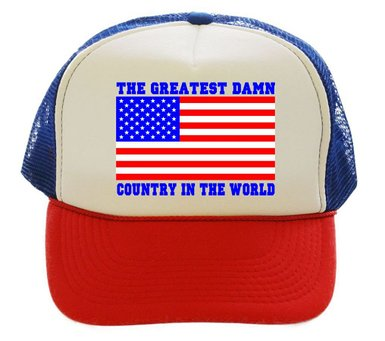 THE GREATEST DAMN
COUNTRY IN THE WORLD